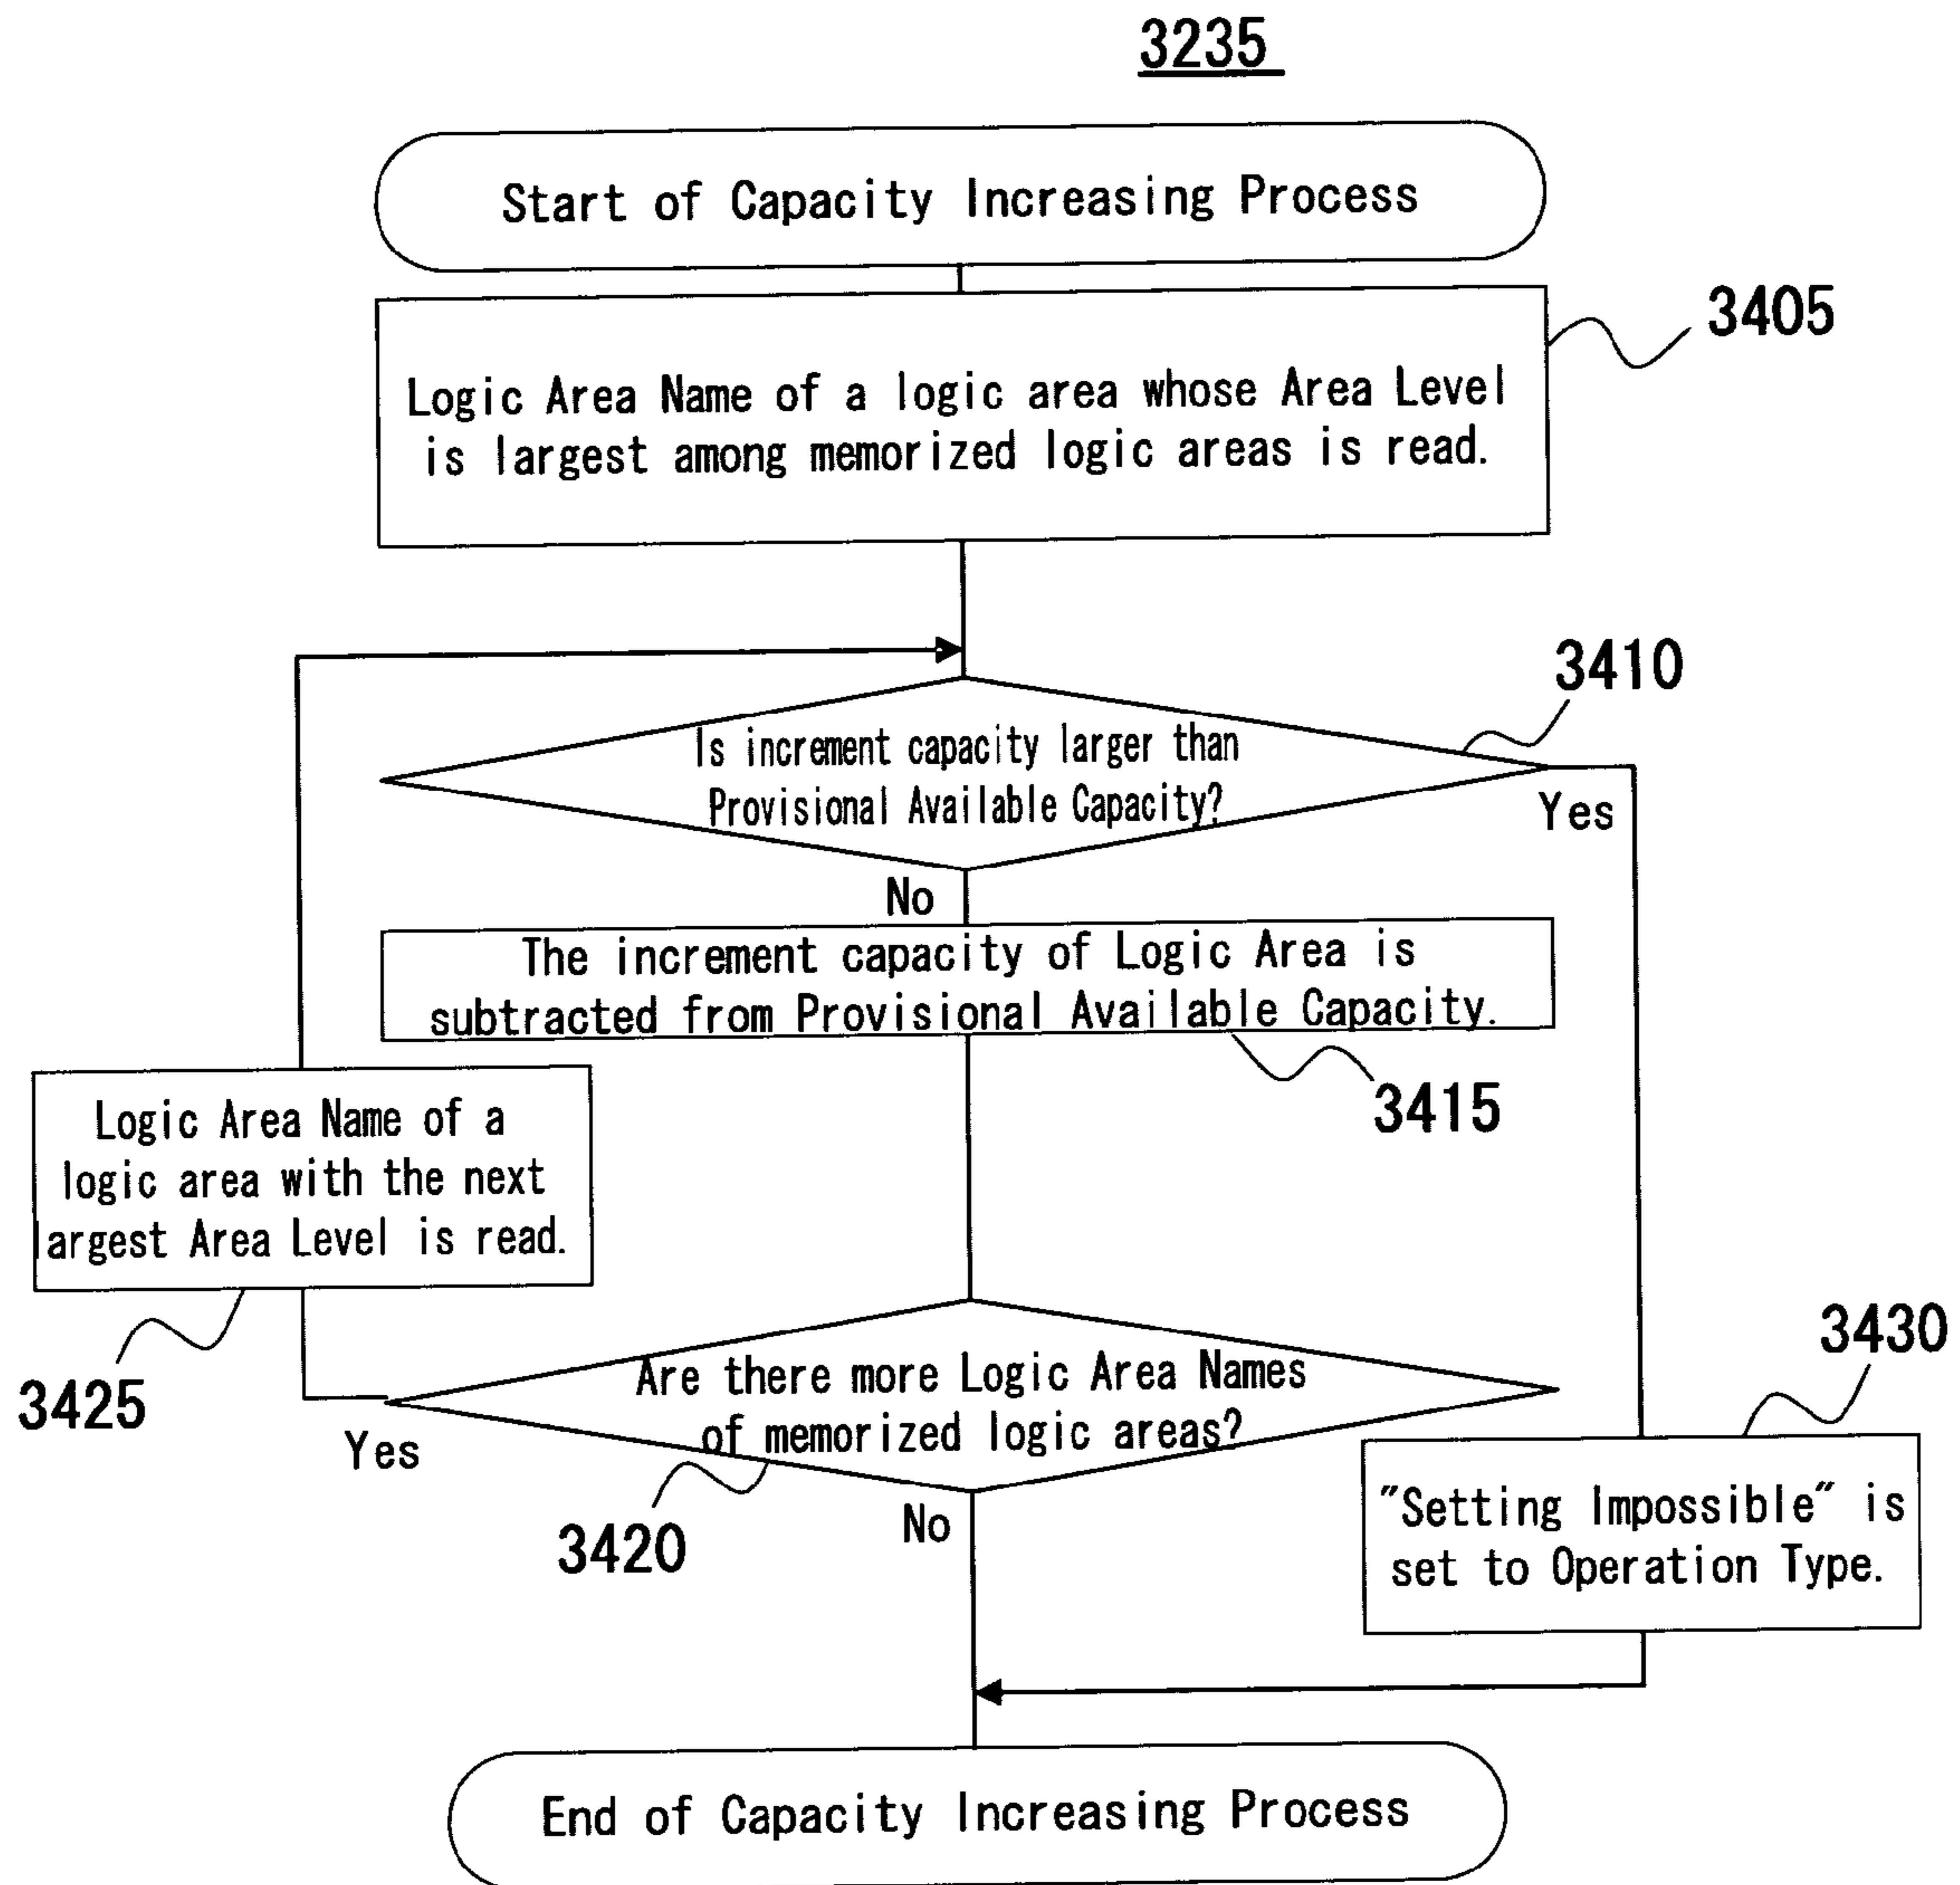 3235
Start of Capacity Increasing Process
3405
Logic Area Name of a logic area whose Area Level
is largest among memorized logic areas is read.
3410
Is increment capacity larger than
Provisional Available Capacity?
Yes
No
The increment capacity of Logic Area is
subtracted from Provisional Available Capacity.
3415
Logic Area Name of a
logic area with the next
largest Area Level is read.
3425
Are there more Logic Area Names
of memorized logic areas?
Yes
3420
No
3430
"Setting Impossible" is
set to Operation Type.
End of Capacity Increasing Process